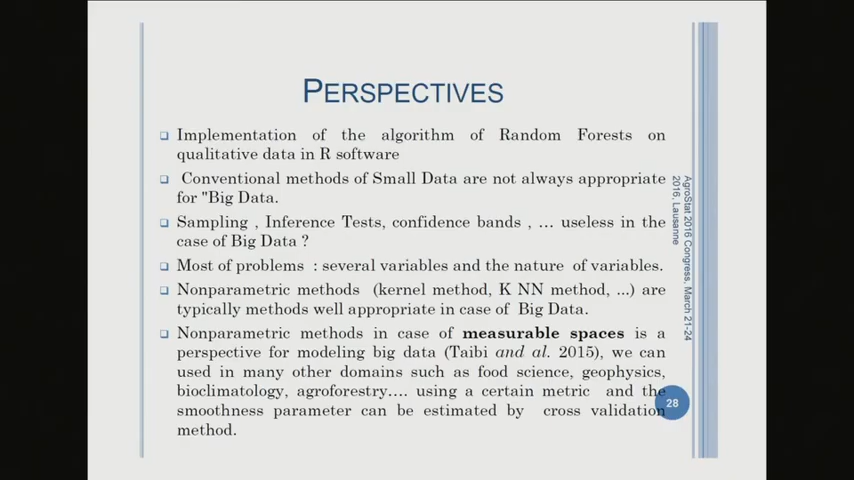 PERSPECTIVES
Implementation of the algorithm of Random Forests on
qualitative data in R software
Conventional methods of Small Data are not always appropriate
for "Big Data.
Sampling , Inference Tests, confidence bands , … useless in the
case of Big Data ?
Most of problems : several variables and the nature of variables.
Nonparametric methods (kernel method, K NN method, ...) are
typically methods well appropriate in case of Big Data.
Nonparametric methods in case of measurable spaces is a
perspective for modeling big data (Taibi and al. 2015), we can
used in many other domains such as food science, geophysics,
bioclimatology, agroforestry…. using a certain metric and the
smoothness parameter can be estimated by cross validation
method.
AgroStat 2016 Congress, March 21-24
2016, Lausanne
28